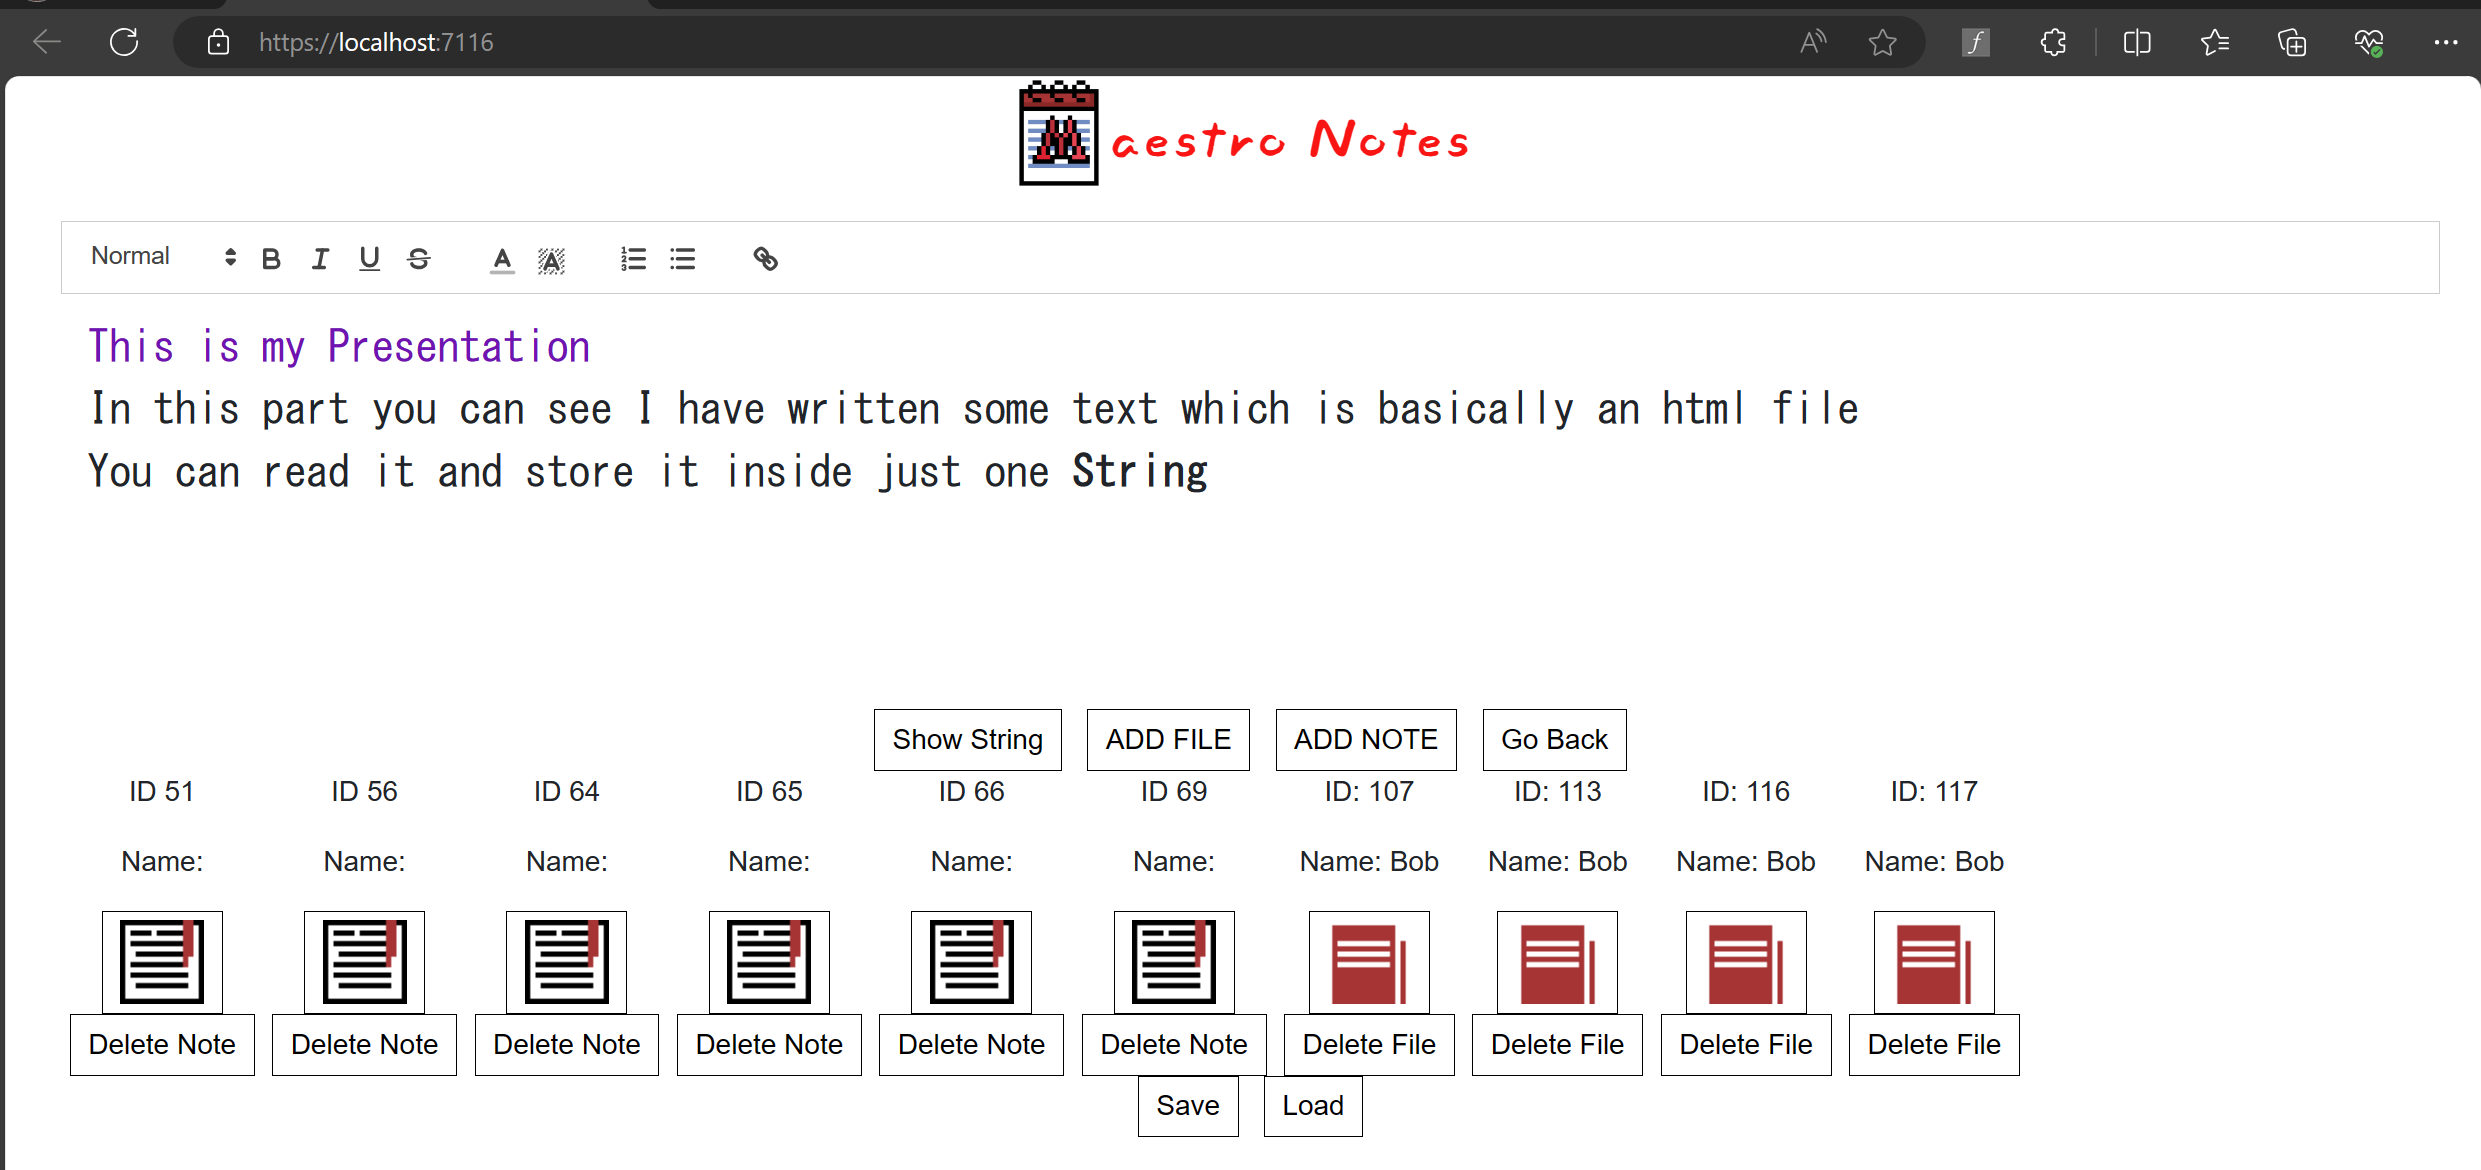 https://localhost:7116
Maestro Notes
Normal
This is my Presentation
In this part you can see I have written some text which is basically an html file
You can read it and store it inside just one String
Show String ADD FILE ADD NOTE Go Back
ID 51 ID 56 ID 64 ID 65 ID 66 ID 69 ID: 107 ID: 113 ID: 116 ID: 117
Name: Name: Name: Name: Name: Name: Name: Bob Name: Bob Name: Bob Name: Bob
Delete Note Delete Note Delete Note Delete Note Delete Note Delete Note Delete File Delete File Delete File Delete File
Save Load